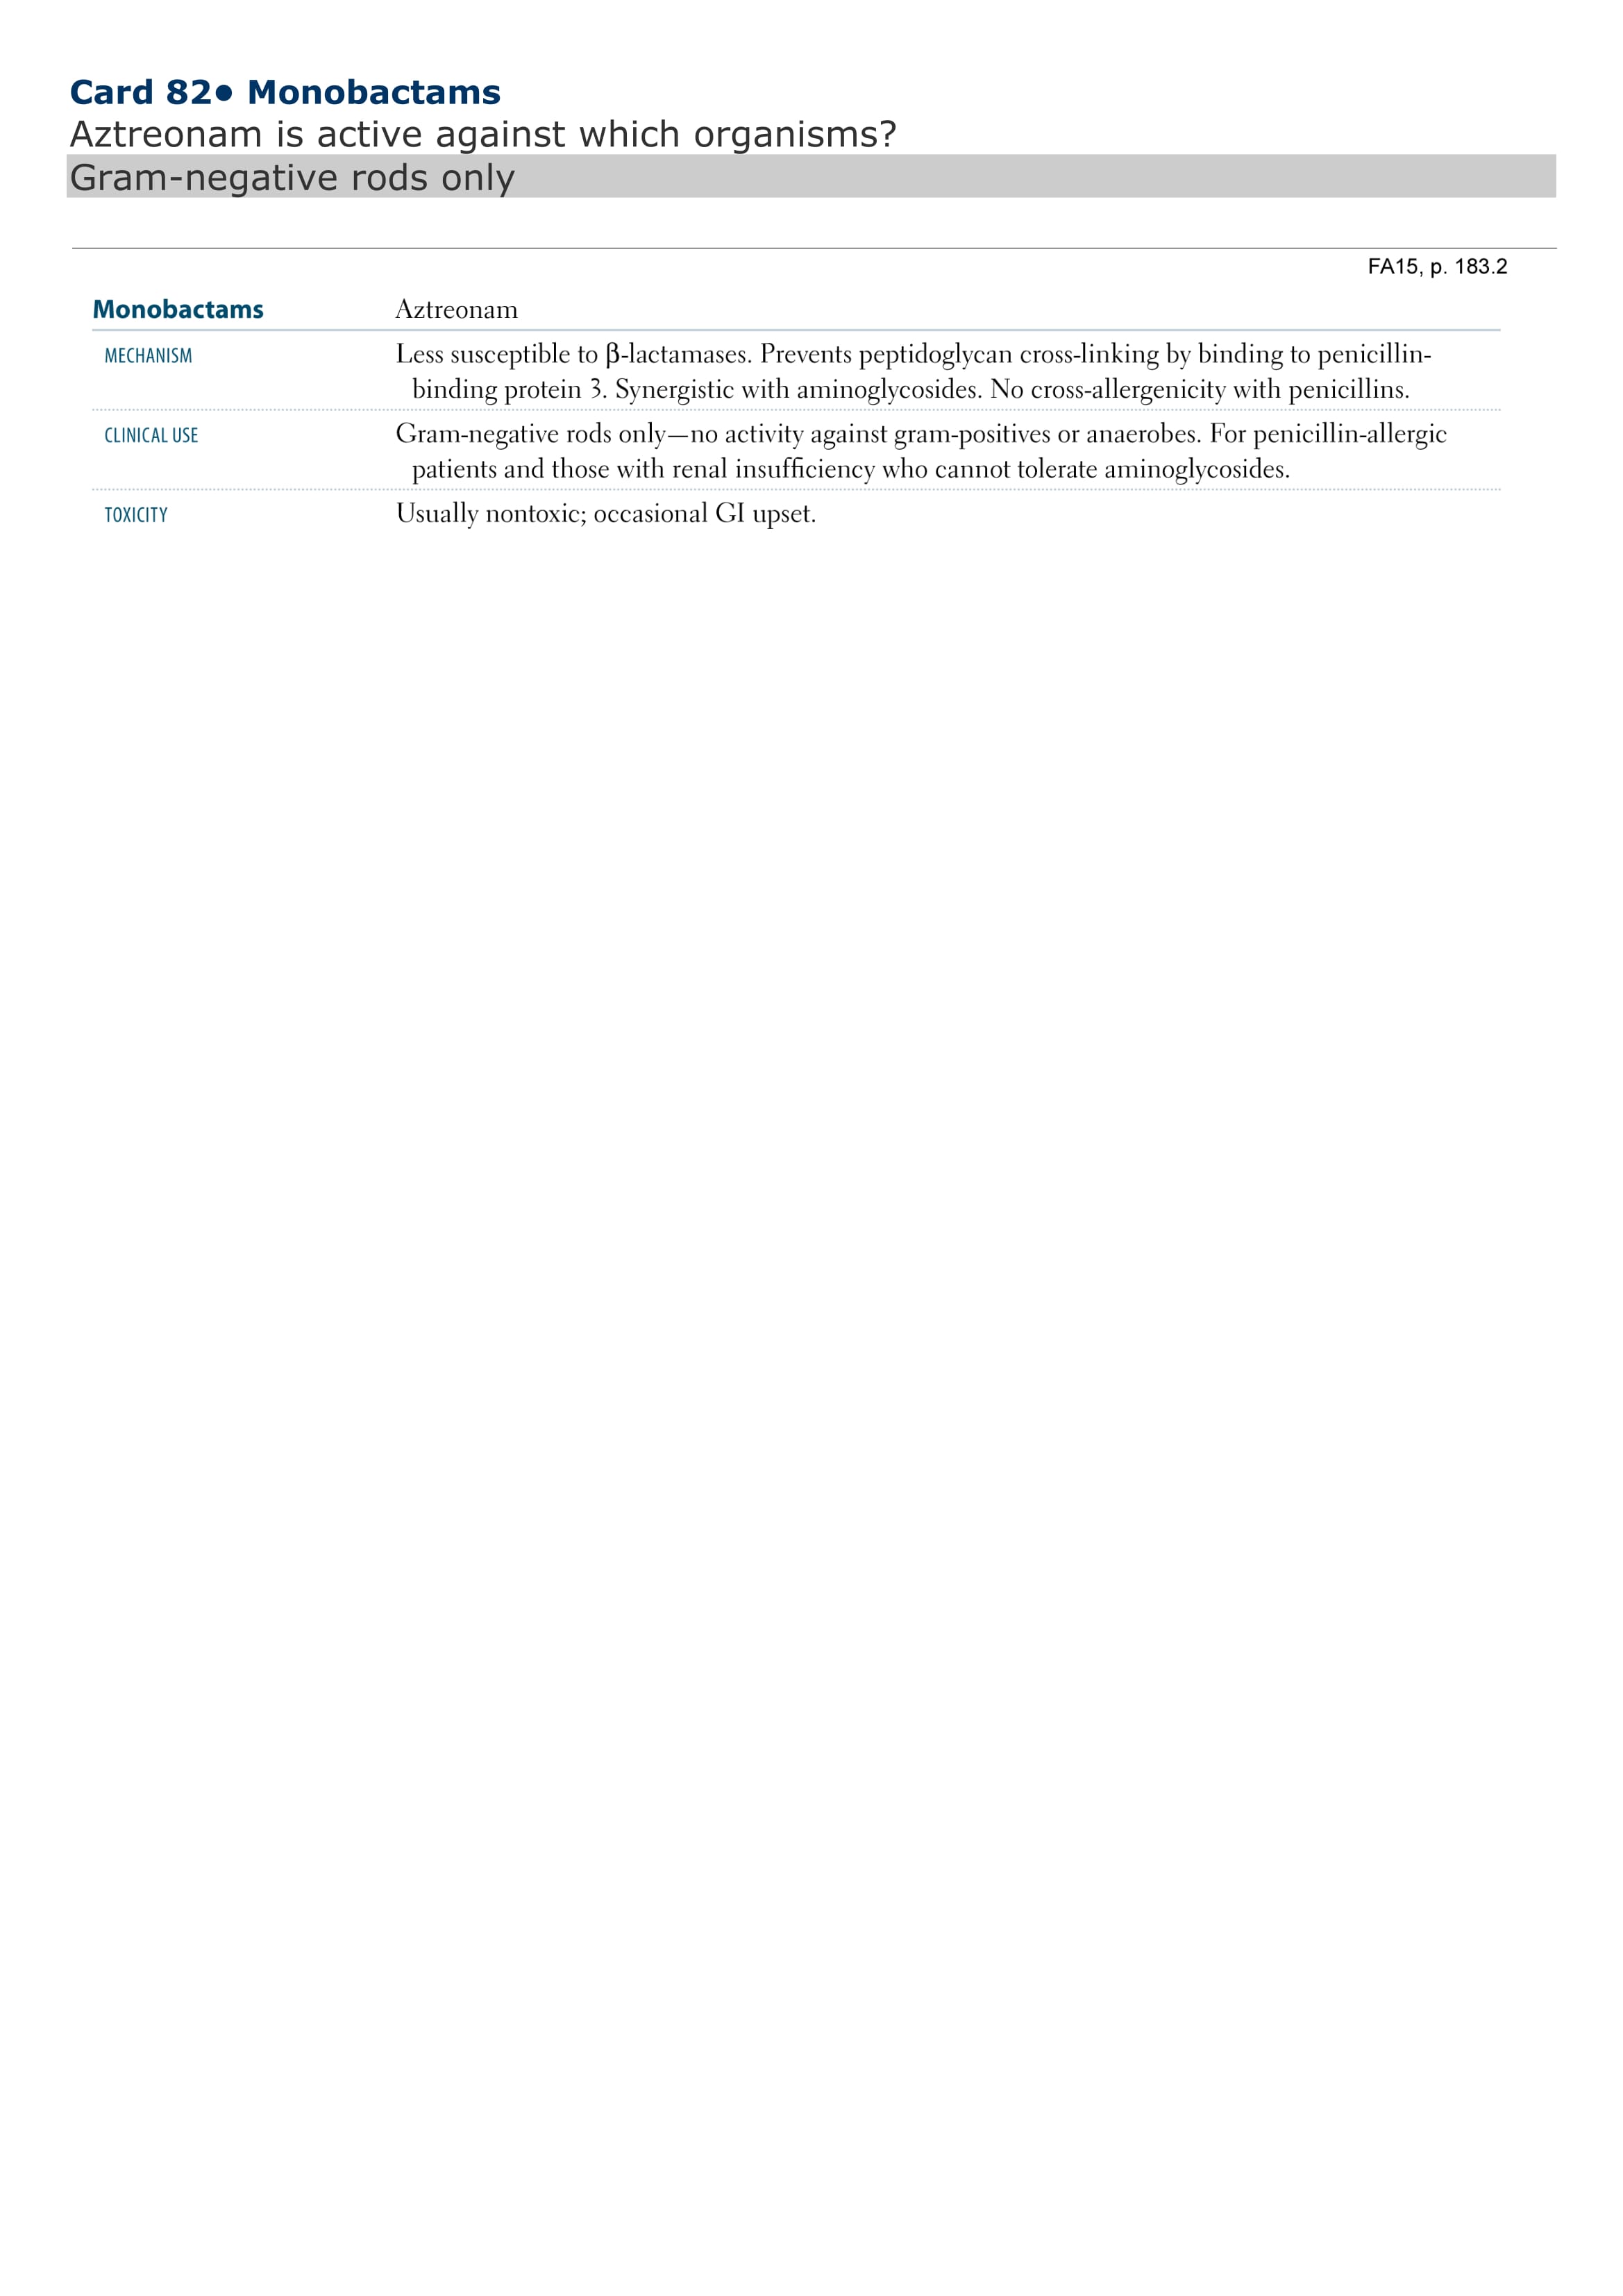 Card 82● Monobactams
Aztreonam is active against which organisms?
Gram-negative rods only
FA15, p. 183.2
Monobactams Aztreonam
MECHANISM Less susceptible to β-lactamases. Prevents peptidoglycan cross-linking by binding to penicillin-
binding protein 3. Synergistic with aminoglycosides. No cross-allergenicity with penicillins.
CLINICAL USE Gram-negative rods only—no activity against gram-positives or anaerobes. For penicillin-allergic
patients and those with renal insufficiency who cannot tolerate aminoglycosides.
TOXICITY Usually nontoxic; occasional GI upset.